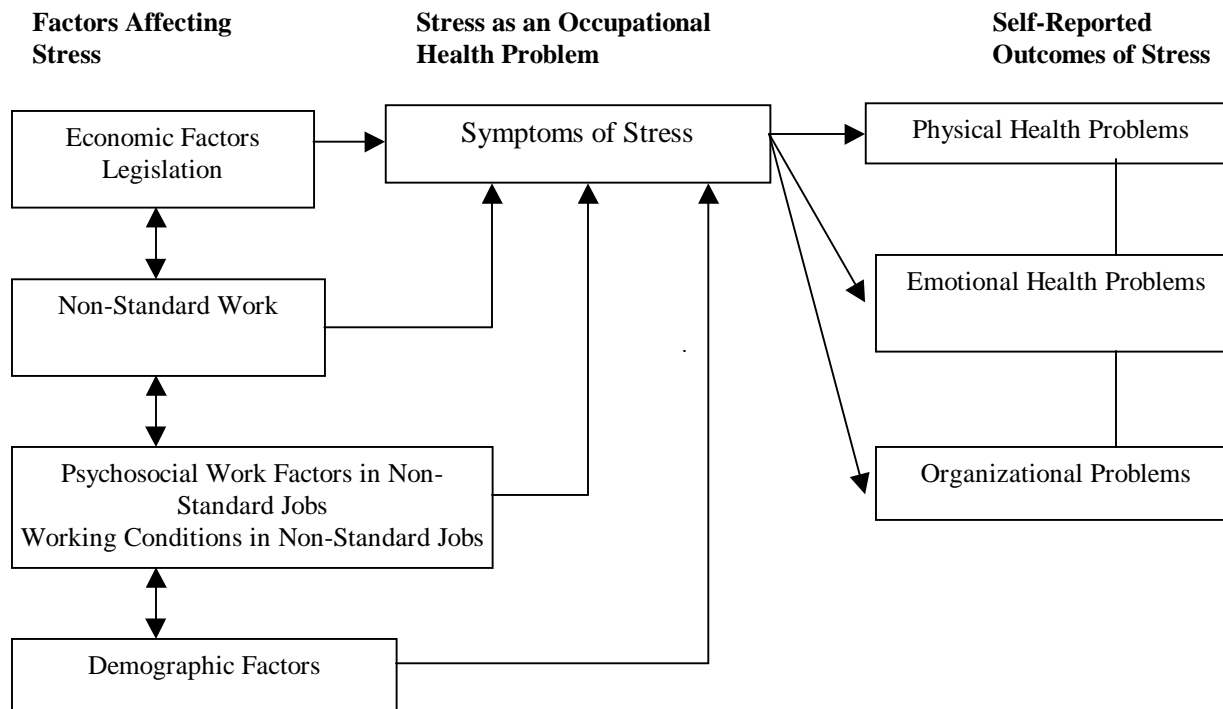 Factors Affecting
Stress
Stress as an Occupational
Health Problem
Self-Reported
Outcomes of Stress
Economic Factors
Legislation
Symptoms of Stress
Physical Health Problems
Non-Standard Work
Emotional Health Problems
Psychosocial Work Factors in Non-
Standard Jobs
Working Conditions in Non-Standard Jobs
Organizational Problems
Demographic Factors